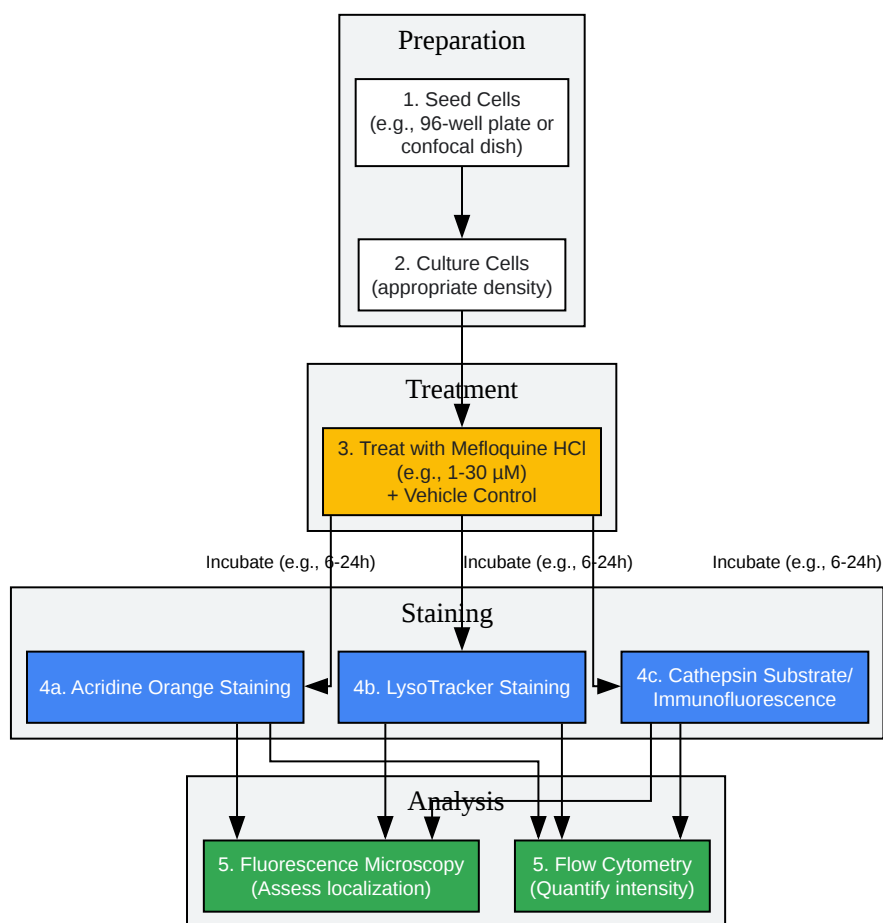 Preparation
1. Seed Cells
(e.g., 96-well plate or
confocal dish)
2. Culture Cells
(appropriate density)
Treatment
3. Treat with Mefloquine HCl
(e.g., 1-30 µM)
+ Vehicle Control
Incubate (e.g., 6-24h)
Incubate (e.g., 6-24h)
Incubate (e.g., 6-24h)
Staining
4a. Acridine Orange Staining
4b. LysoTracker Staining
4c. Cathepsin Substrate/
Immunofluorescence
Analysis
5. Fluorescence Microscopy
(Assess localization)
5. Flow Cytometry
(Quantify intensity)